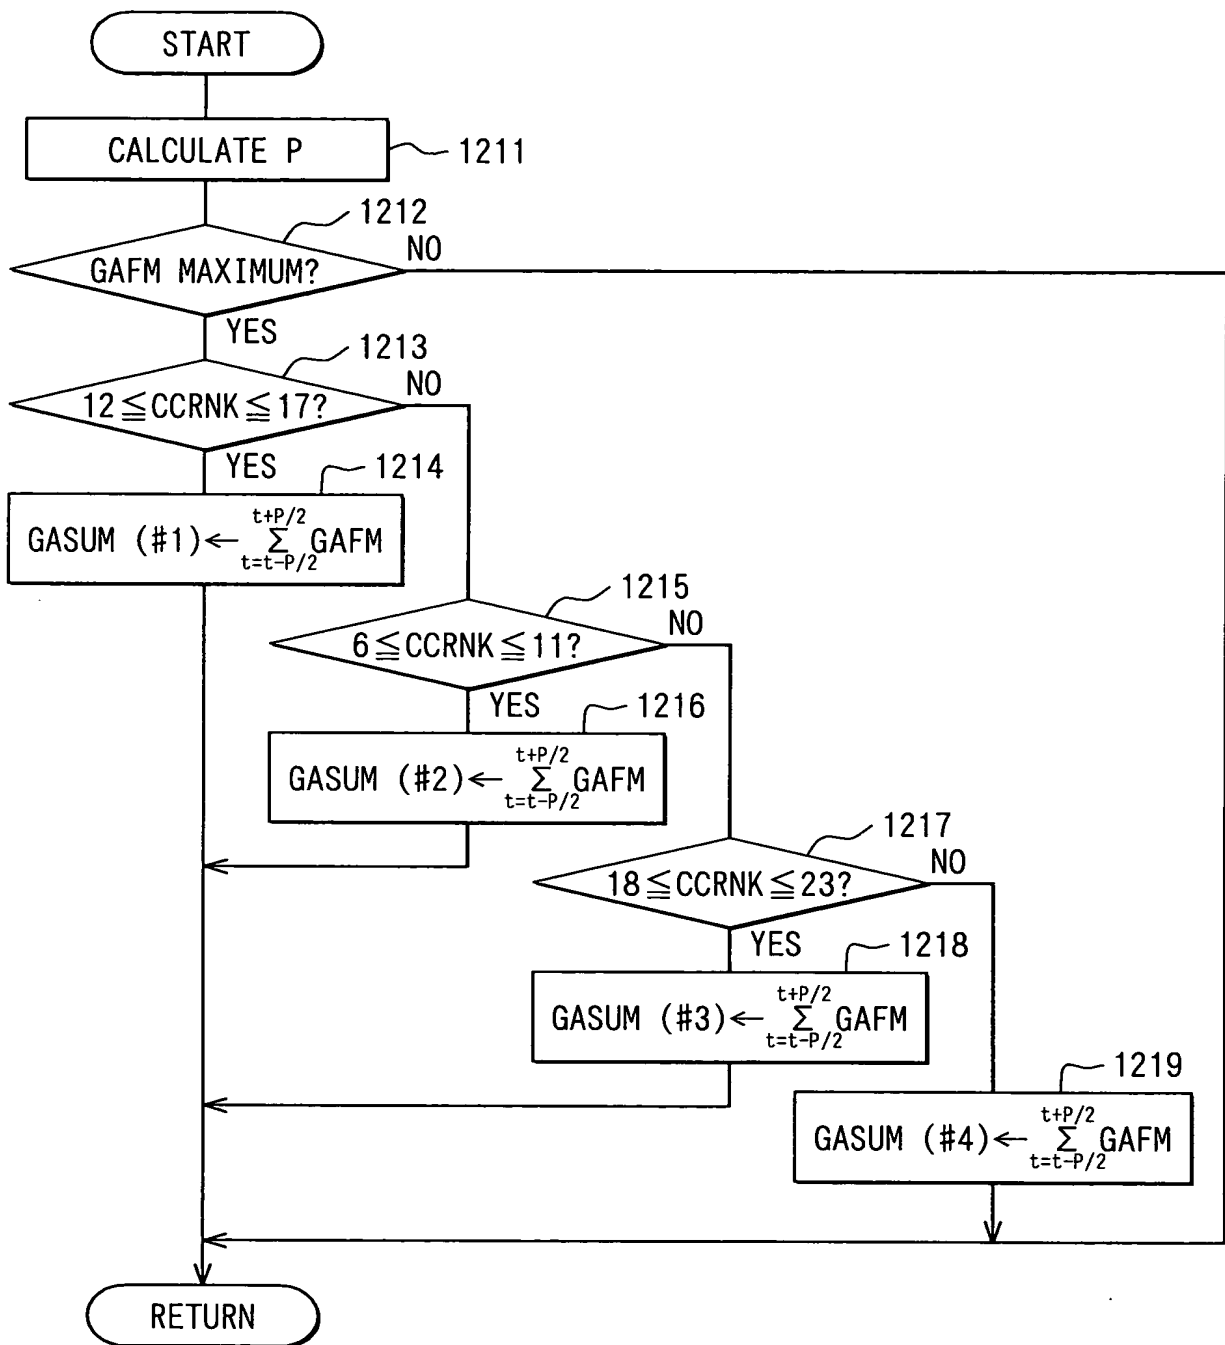 START
CALCULATE P
1211
1212
GAFM MAXIMUM?
NO
YES
1213
12≦CCRNK≦17?
NO
YES
1214
GASUM (#1)← t+P/2 Σ t=t-P/2 GAFM
1215
6≦CCRNK≦11?
NO
YES
1216
GASUM (#2)← t+P/2 Σ t=t-P/2 GAFM
1217
18≦CCRNK≦23?
NO
YES
1218
GASUM (#3)← t+P/2 Σ t=t-P/2 GAFM
1219
GASUM (#4)← t+P/2 Σ t=t-P/2 GAFM
RETURN